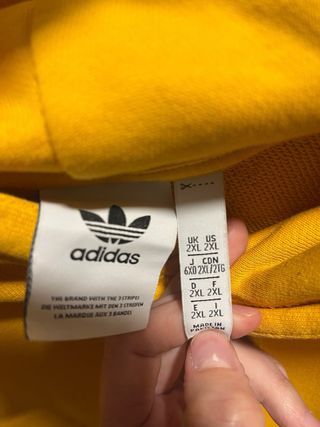 adidas
THE BRAND WITH THE 3 STRIPES
DIE WELTMARKE MIT DEN 3 STREIFEN
LA MARQUE AUX 3 BANDES
UK US
2XL 2XL
J CDN
6XO 2XL/2TG
D F
2XL 2XL
E I
2XL 2XL
MADE IN
PAKISTAN